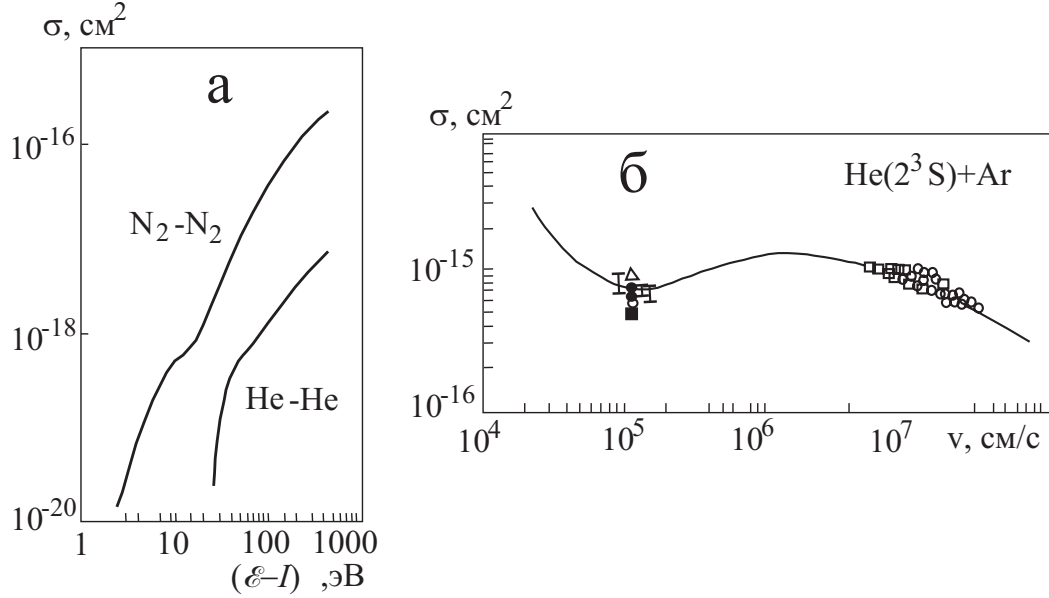 σ, см²
а
10⁻¹⁶
N₂-N₂
10⁻¹⁸
He-He
10⁻²⁰
1 10 100 1000
(ℰ–I) ,эВ
σ, см²
б
He(2³S)+Ar
10⁻¹⁵
10⁻¹⁶
10⁴ 10⁵ 10⁶ 10⁷ v, см/с